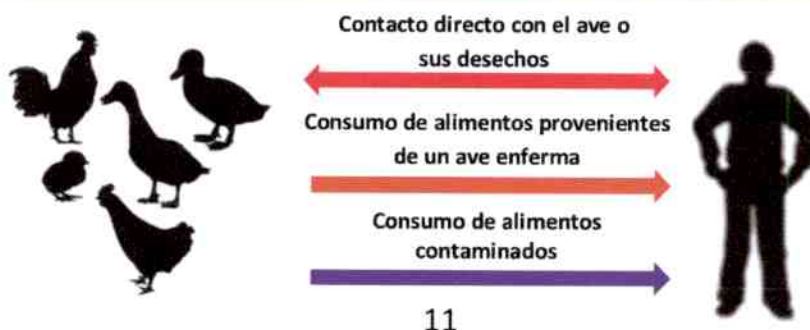 Contacto directo con el ave o
sus desechos
Consumo de alimentos provenientes
de un ave enferma
Consumo de alimentos
contaminados
11